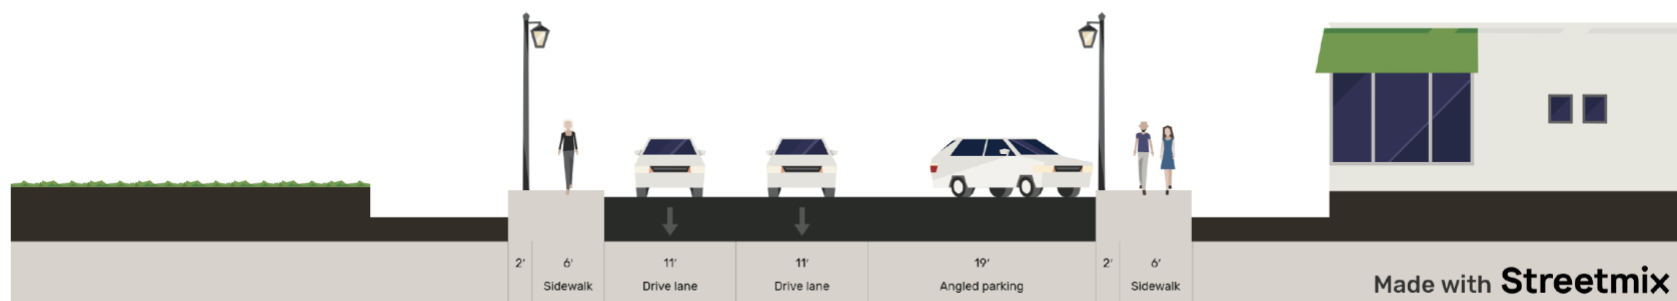 2' 6' 11' 11' 19' 2' 6'
Sidewalk Drive lane Drive lane Angled parking Sidewalk
Made with Streetmix